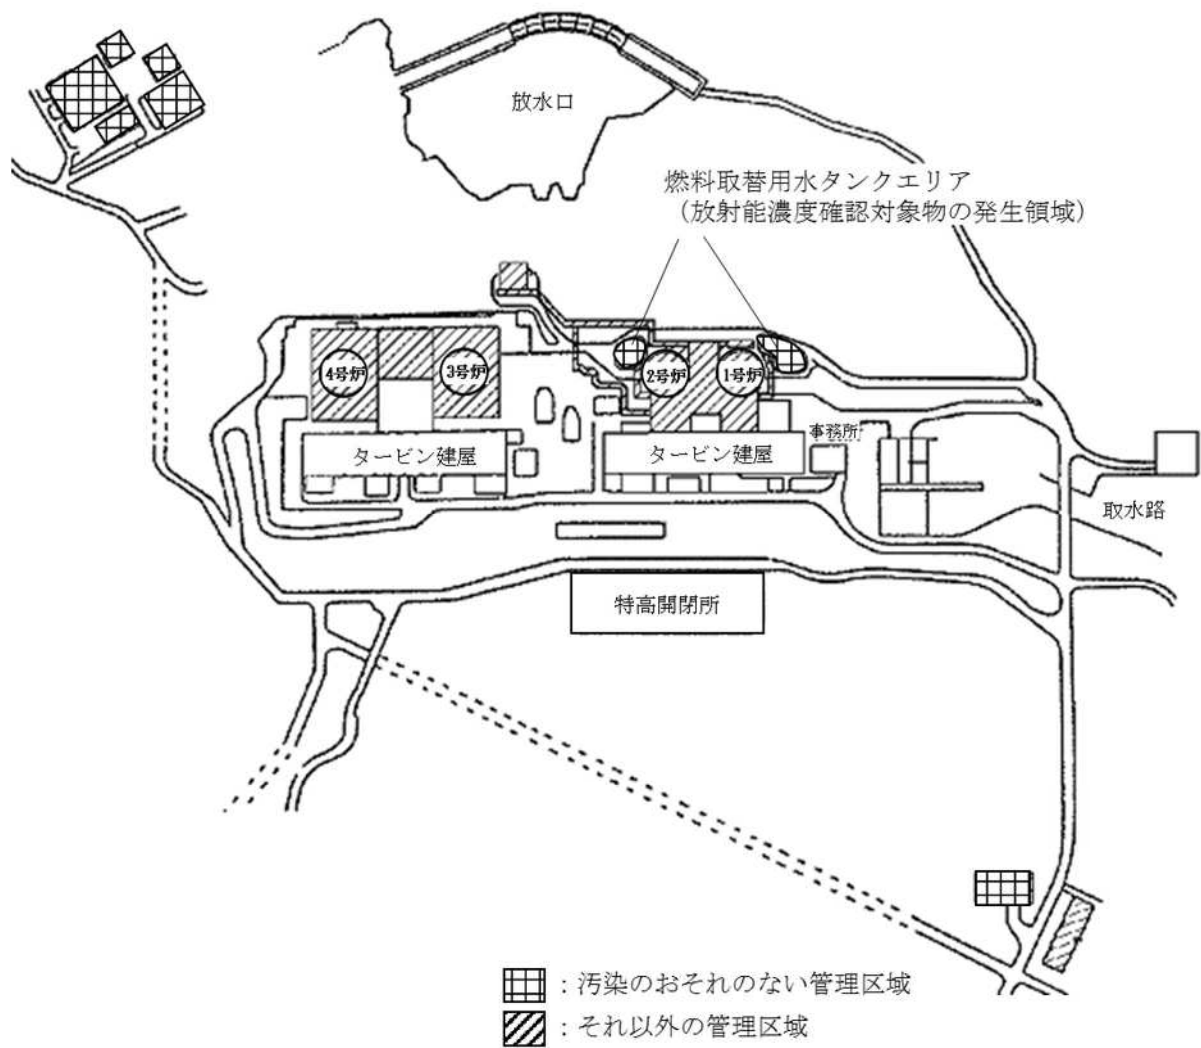 放水口
燃料取替用水タンクエリア
（放射能濃度確認対象物の発生領域）
4号炉
3号炉
2号炉
1号炉
タービン建屋
タービン建屋
事務所
取水路
特高開閉所
：汚染のおそれのない管理区域
：それ以外の管理区域